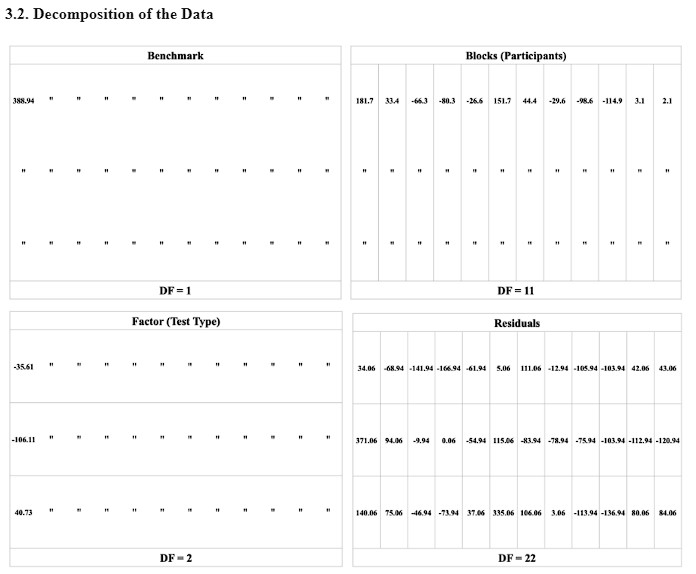 3.2. Decomposition of the Data
Benchmark
388.94 " " " " " " " " " " "
" " " " " " " " " " " "
" " " " " " " " " " " "
DF = 1
Blocks (Participants)
181.7 33.4 -66.3 -80.3 -26.6 151.7 44.4 -29.6 -98.6 -114.9 3.1 2.1
" " " " " " " " " " " "
" " " " " " " " " " " "
DF = 11
Factor (Test Type)
-35.61 " " " " " " " " " " "
-106.11 " " " " " " " " " " "
40.73 " " " " " " " " " " "
DF = 2
Residuals
34.06 -68.94 -141.94 -166.94 -61.94 5.06 111.06 -12.94 -105.94 -103.94 42.06 43.06
371.06 94.06 -9.94 0.06 -54.94 115.06 -83.94 -78.94 -75.94 -103.94 -112.94 -120.94
140.06 75.06 -46.94 -73.94 37.06 335.06 106.06 3.06 -113.94 -136.94 80.06 84.06
DF = 22